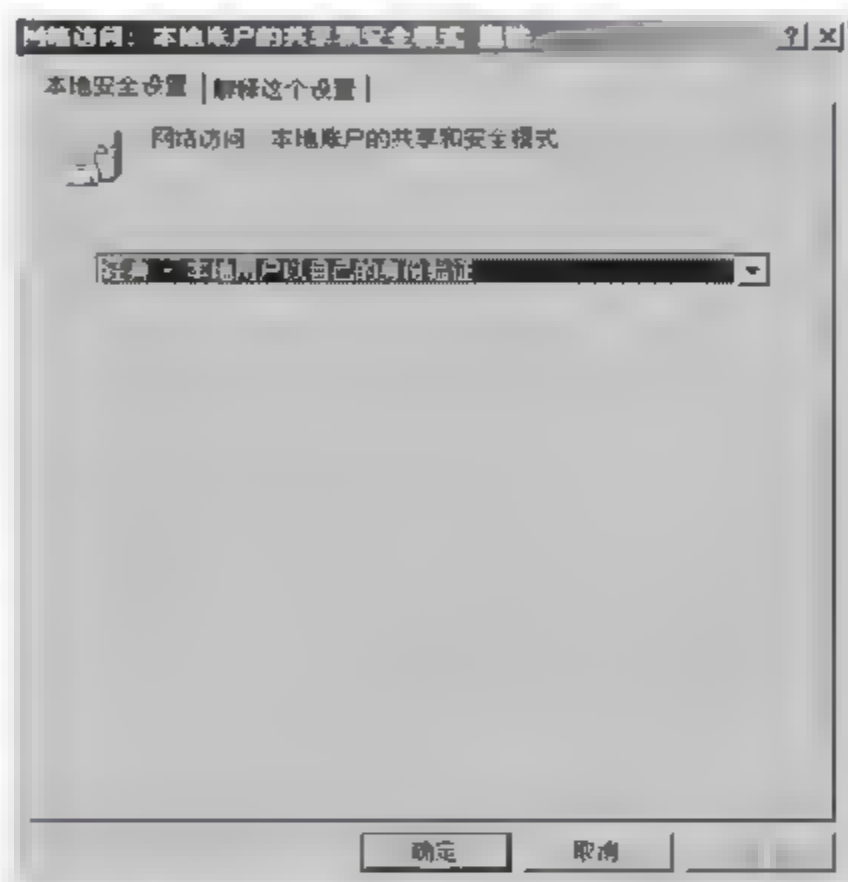 网络访问: 本地账户的共享和安全模式 属性
?
本地安全设置 解释这个设置
网络访问 本地账户的共享和安全模式
经典 - 本地用户以自己的身份验证
确定 取消